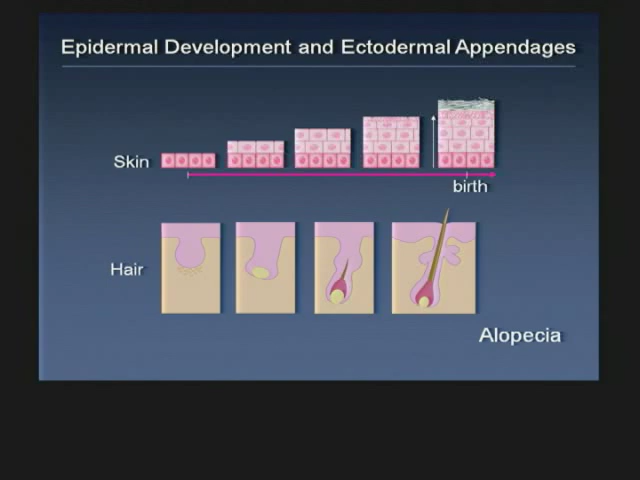 Epidermal Development and Ectodermal Appendages
Skin
birth
Hair
Alopecia